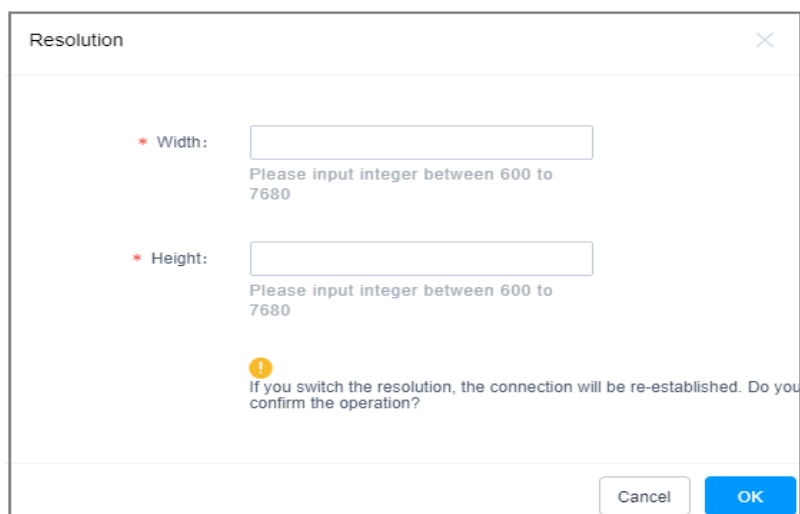 Resolution
* Width:
Please input integer between 600 to
7680
* Height:
Please input integer between 600 to
7680
!
If you switch the resolution, the connection will be re-established. Do you
confirm the operation?
Cancel
OK